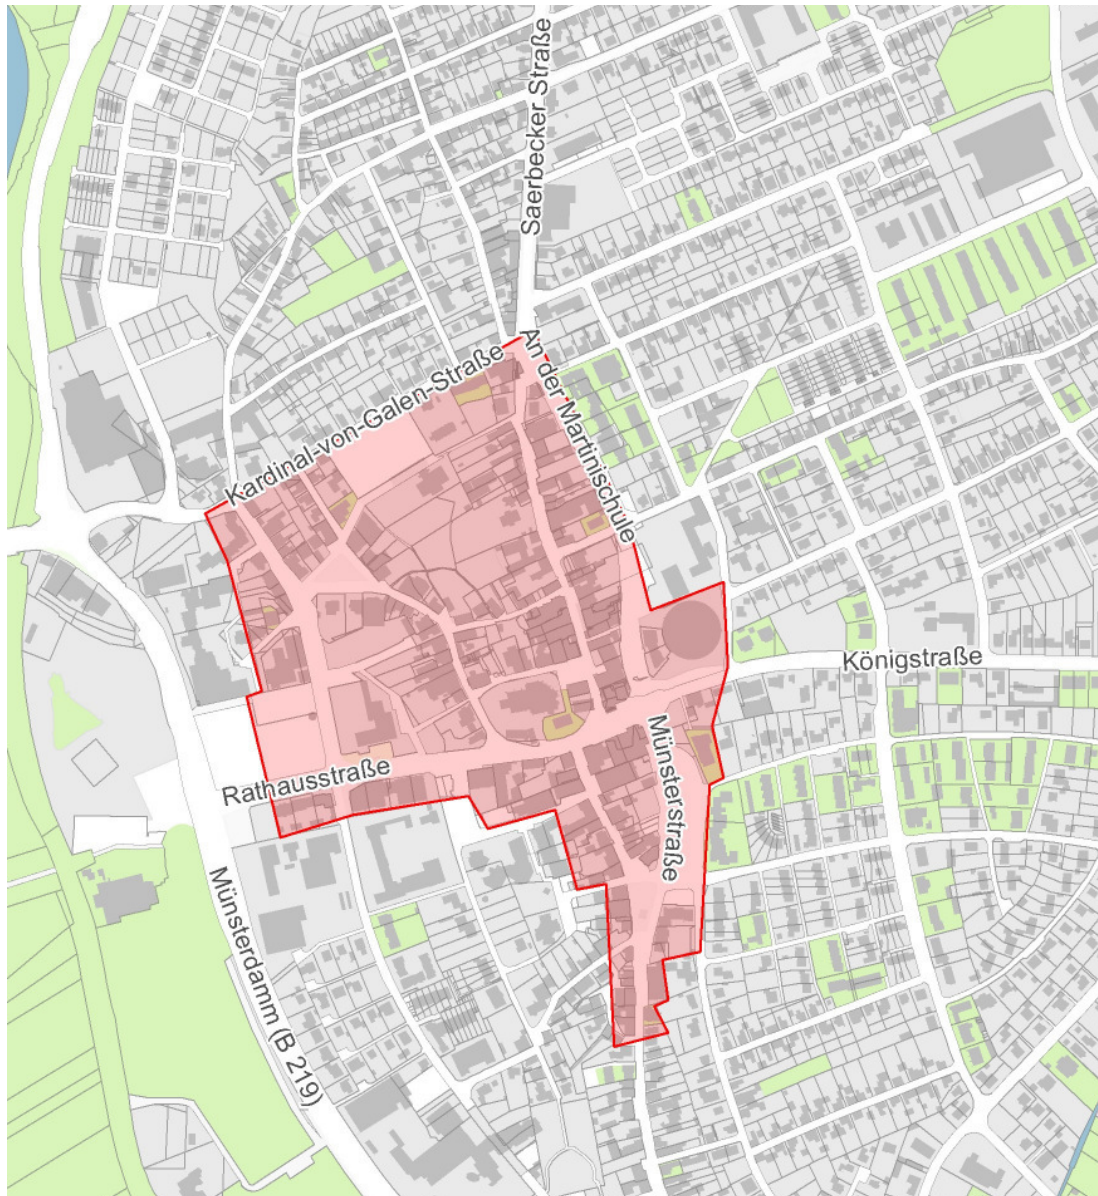 Saerbecker Straße
An der Martinischule
Kardinal-von-Galen-Straße
Königstraße
Münsterstraße
Rathausstraße
Münsterdamm (B 219)